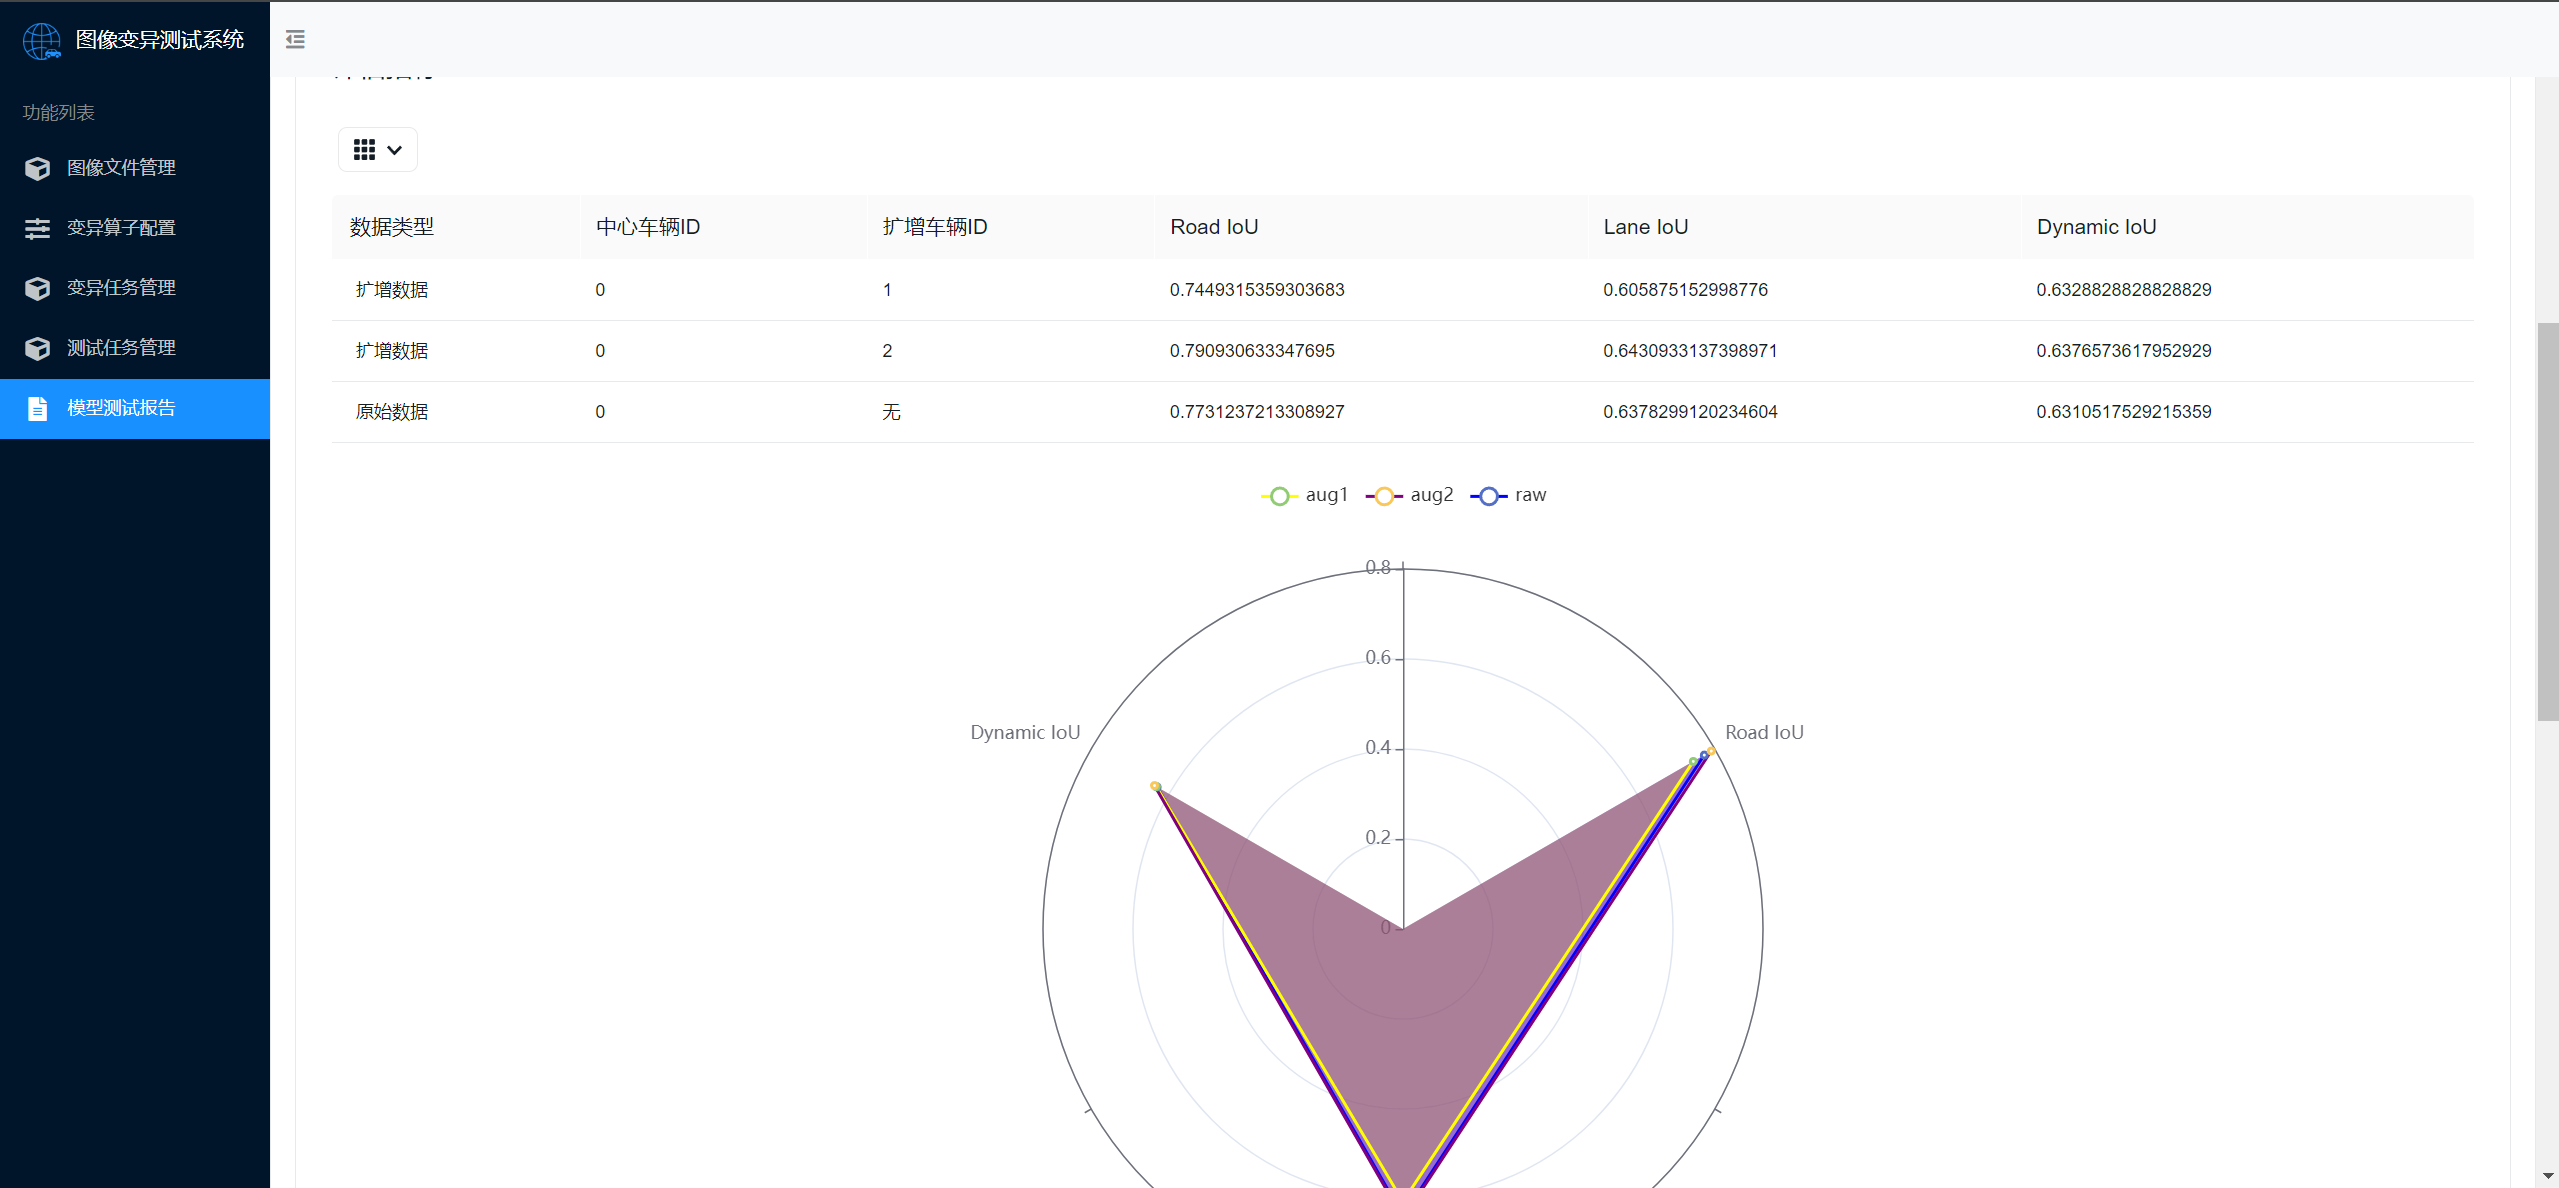 图像变异测试系统
功能列表
图像文件管理
变异算子配置
变异任务管理
测试任务管理
模型测试报告
数据类型 中心车辆ID 扩增车辆ID Road IoU Lane IoU Dynamic IoU
扩增数据 0 1 0.7449315359303683 0.605875152998776 0.6328828828828829
扩增数据 0 2 0.790930633347695 0.6430933137398971 0.6376573617952929
原始数据 0 无 0.7731237213308927 0.6378299120234604 0.6310517529215359
aug1 aug2 raw
0.8
0.6
Dynamic IoU Road IoU
0.4
0.2
0